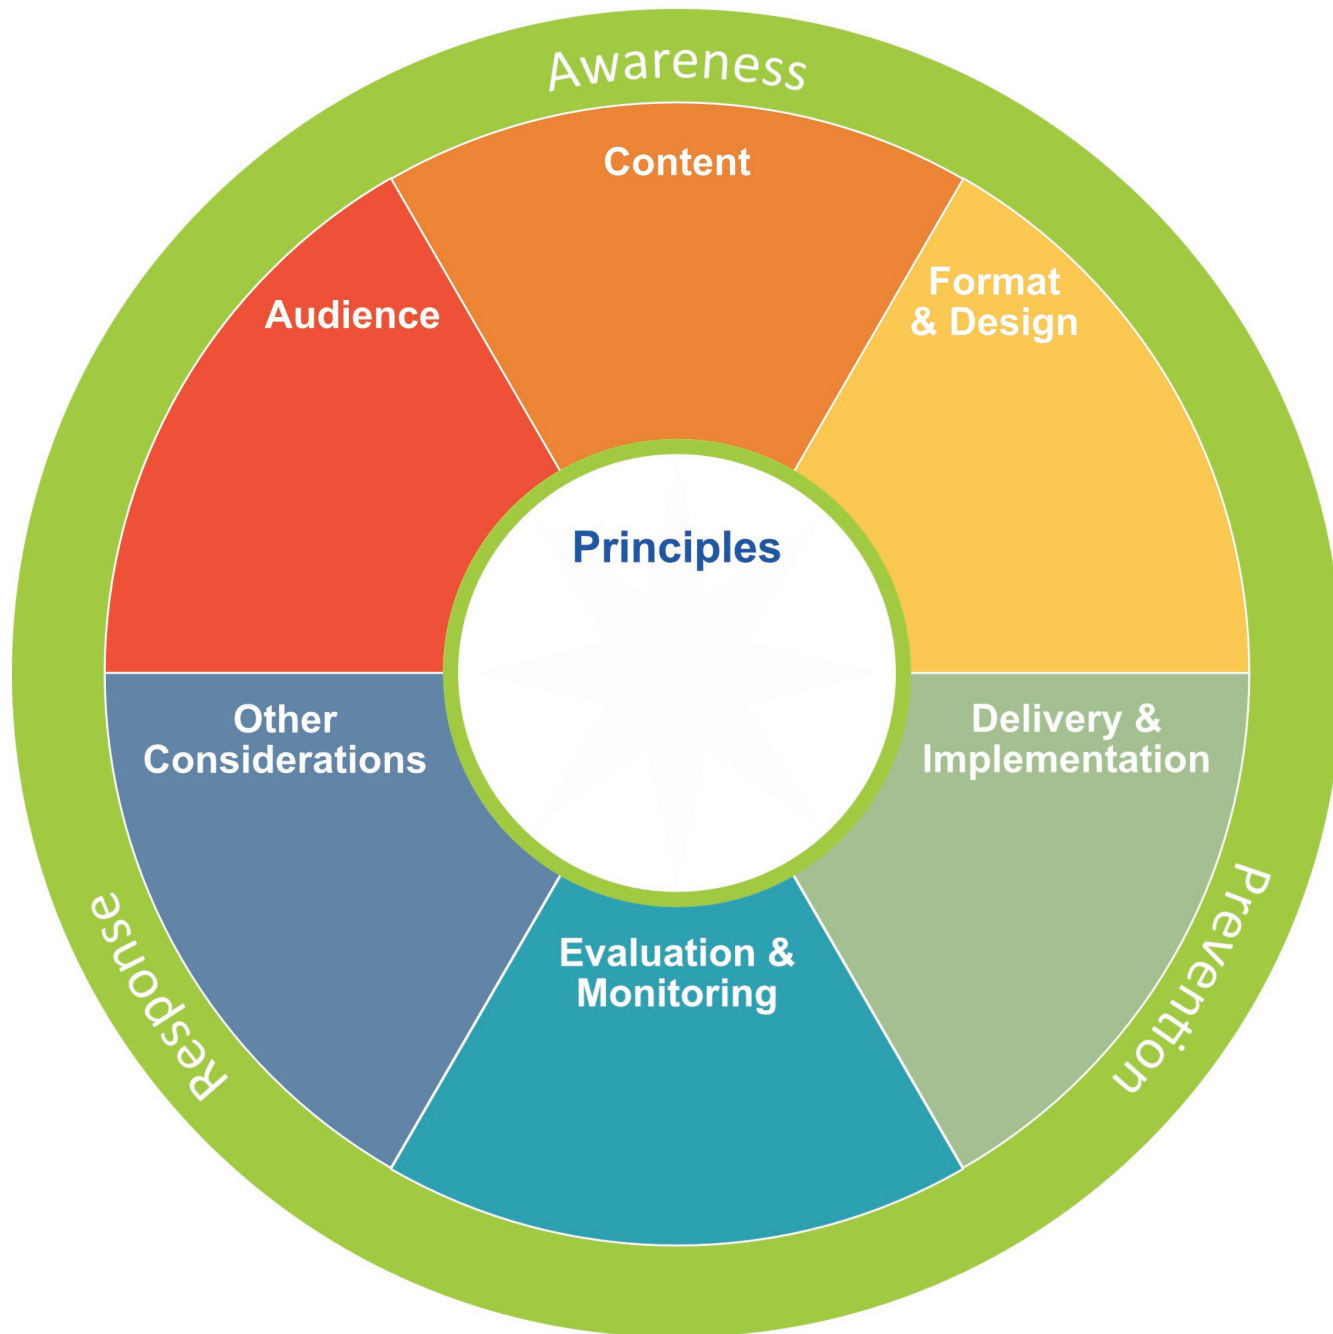 Awareness
Content
Format
& Design
Audience
Principles
Other
Considerations
Delivery &
Implementation
Evaluation &
Monitoring
Response
Prevention